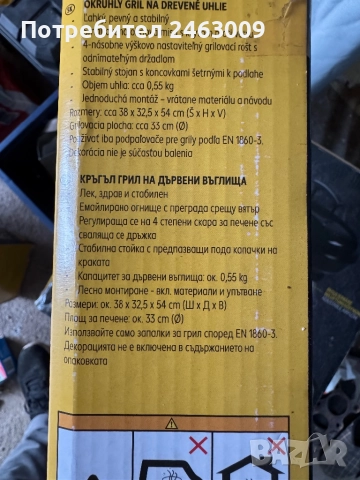 Потребител 2463009
OKRÚHLY GRIL NA DREVENÉ UHLIE
Ľahký, pevný a stabilný
4-násobne výškovo nastaviteľný grilovací rošt s
odnímateľným držadlom
Stabilný stojan s koncovkami šetrnými k podlahe
Objem uhlia: cca 0,55 kg
Jednoduchá montáž – vrátane materiálu a návodu
Rozmery: cca 38 x 32,5 x 54 cm (Š x H x V)
Grilovacia plocha: cca 33 cm (Ø)
Používať iba podpaľovače pre grily podľa EN 1860-3.
Dekorácia nie je súčasťou balenia
КРЪГЪЛ ГРИЛ НА ДЪРВЕНИ ВЪГЛИЩА
• Лек, здрав и стабилен
• Емайлирано огнище с преграда срещу вятър
• Регулираща се на 4 степени скара за печене със
сваляща се дръжка
• Стабилна стойка с предпазващи пода капачки на
краката
• Капацитет за дървени въглища: ок. 0,55 кg
• Лесно монтиране - вкл. материали и упътване
Размери: ок. 38 x 32,5 x 54 cm (Ш x Д x В)
Площ за печене: ок. 33 cm (Ø)
Използвайте само запалки за грил според EN 1860-3.
Декорацията не е включена в съдържанието на
опаковката
BAZAR